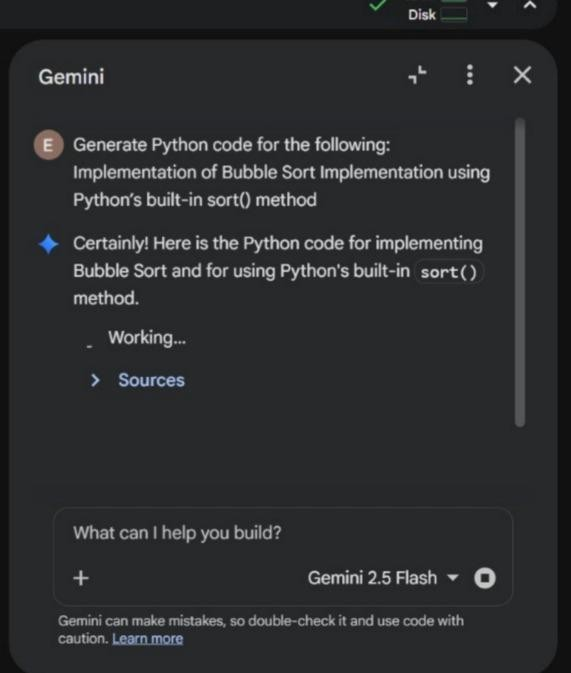 Disk
Gemini
E
Generate Python code for the following:
Implementation of Bubble Sort Implementation using
Python’s built-in sort() method
Certainly! Here is the Python code for implementing
Bubble Sort and for using Python's built-in sort()
method.
Working...
Sources
What can I help you build?
Gemini 2.5 Flash
Gemini can make mistakes, so double-check it and use code with
caution. Learn more